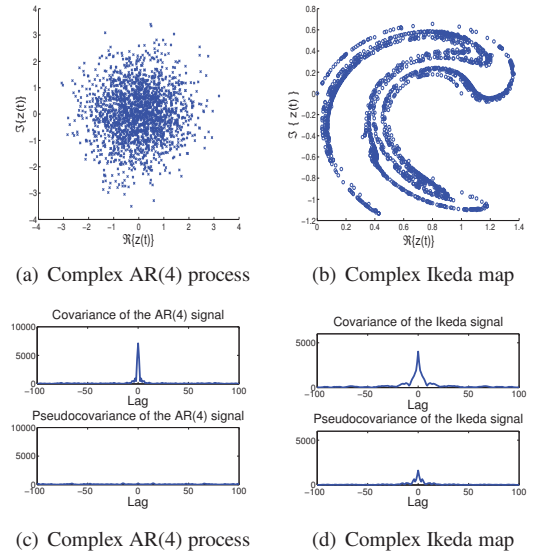 4
3
2
1
0
−1
−2
−3
−4
ℑ{z(t)}
−4 −3 −2 −1 0 1 2 3 4
ℜ{z(t)}
(a) Complex AR(4) process
0.8
0.6
0.4
0.2
0
−0.2
−0.4
−0.6
−0.8
−1
−1.2
ℑ { z(t) }
0 0.2 0.4 0.6 0.8 1 1.2 1.4
ℜ{z(t)}
(b) Complex Ikeda map
Covariance of the AR(4) signal
10000
5000
0
−100 −50 0 50 100
Lag
Pseudocovariance of the AR(4) signal
10000
5000
0
−100 −50 0 50 100
Lag
(c) Complex AR(4) process
Covariance of the Ikeda signal
5000
0
−100 −50 0 50 100
Lag
Pseudocovariance of the Ikeda signal
5000
0
−100 −50 0 50 100
Lag
(d) Complex Ikeda map